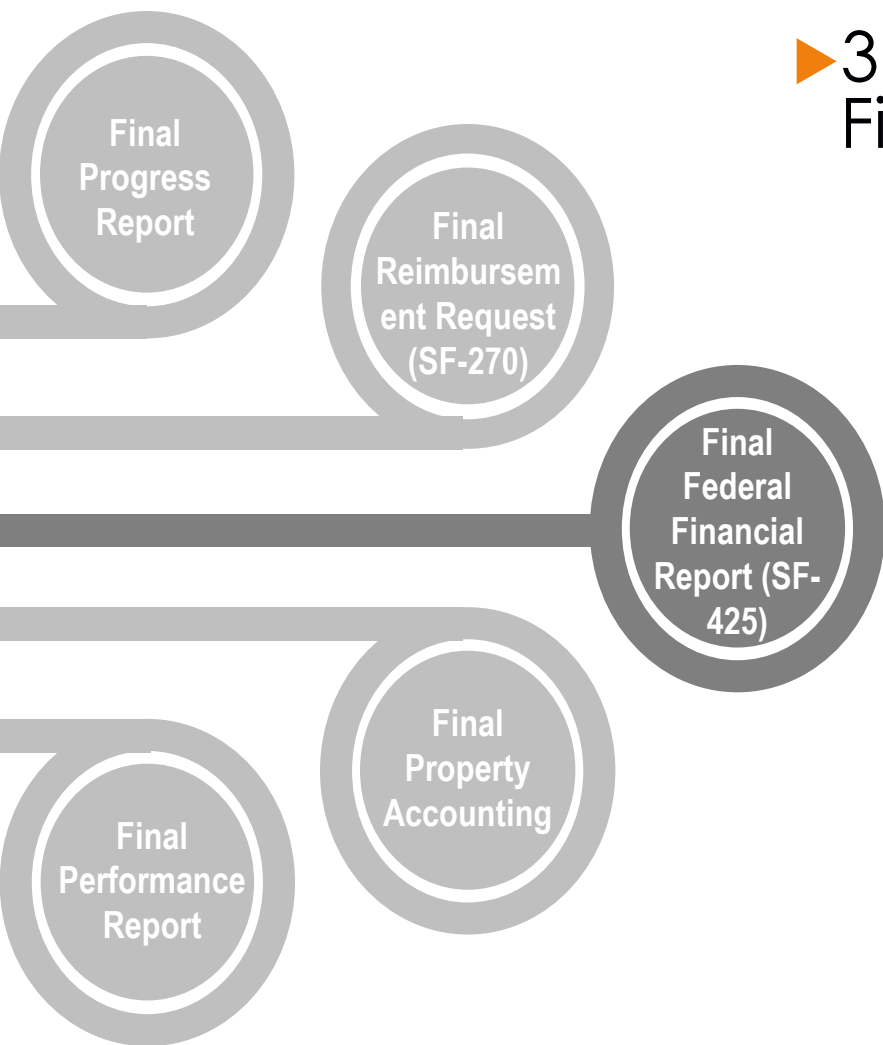 3
Fi
Final
Progress
Report
Final
Reimbursem
ent Request
(SF-270)
Final
Federal
Financial
Report (SF-
425)
Final
Property
Accounting
Final
Performance
Report